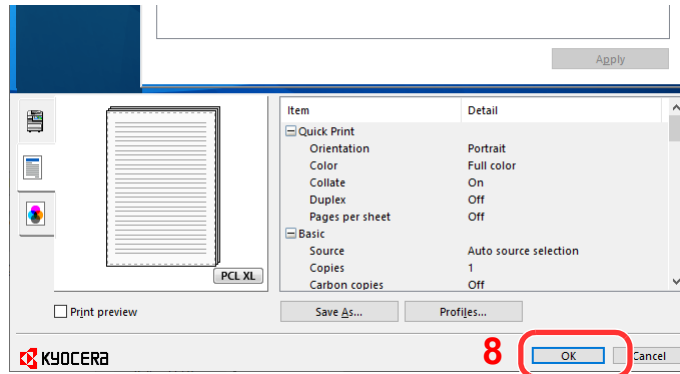 Apply
Item Detail
Quick Print
Orientation Portrait
Color Full color
Collate On
Duplex Off
Pages per sheet Off
Basic
Source Auto source selection
Copies 1
Carbon copies Off
PCL XL
Print preview
Save As... Profiles...
KYOCERA
8
OK Cancel